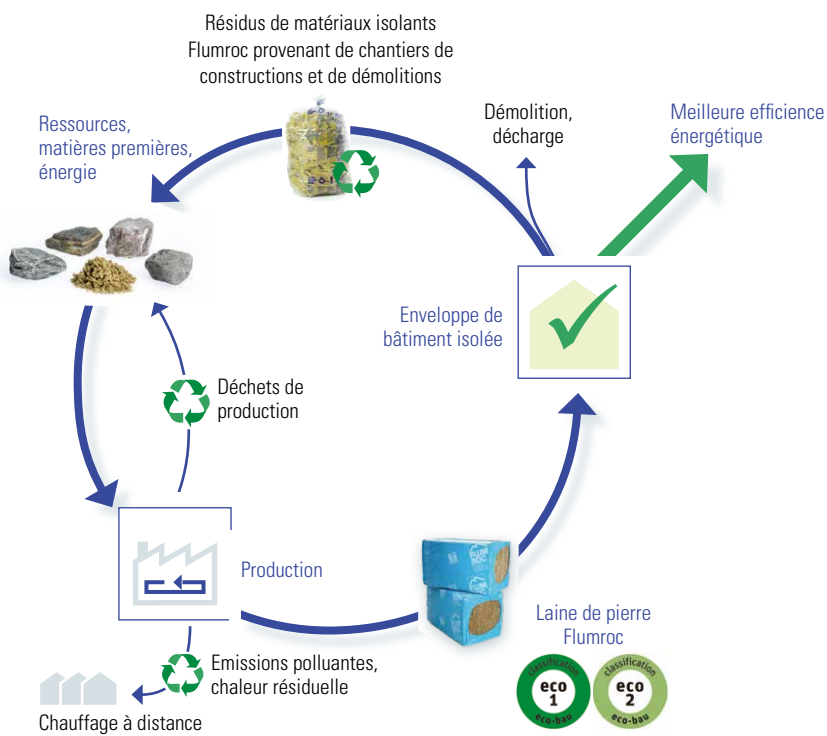 Résidus de matériaux isolants
Flumroc provenant de chantiers de
constructions et de démolitions
Ressources,
matières premières,
énergie
Démolition,
décharge
Meilleure efficience
énergétique
Enveloppe de
bâtiment isolée
Déchets de
production
Production
FLUM
ROC
Laine de pierre
Flumroc
Emissions polluantes,
chaleur résiduelle
Chauffage à distance
classification
eco
1
eco-bau
classification
eco
2
eco-bau